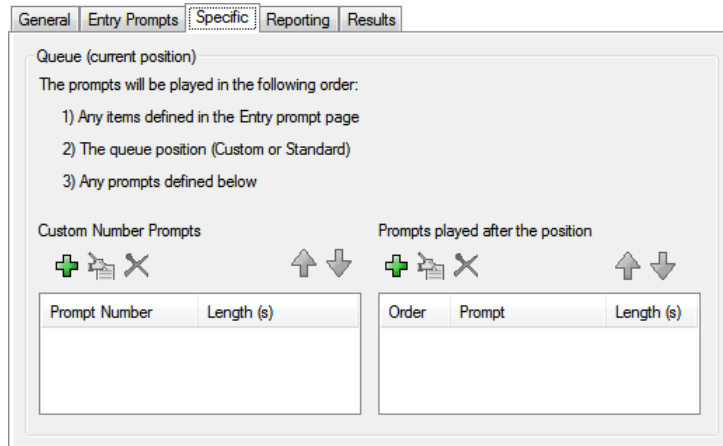 General Entry Prompts Specific Reporting Results
Queue (current position)
The prompts will be played in the following order:
1) Any items defined in the Entry prompt page
2) The queue position (Custom or Standard)
3) Any prompts defined below
Custom Number Prompts
Prompts played after the position
Prompt Number Length (s)
Order Prompt Length (s)